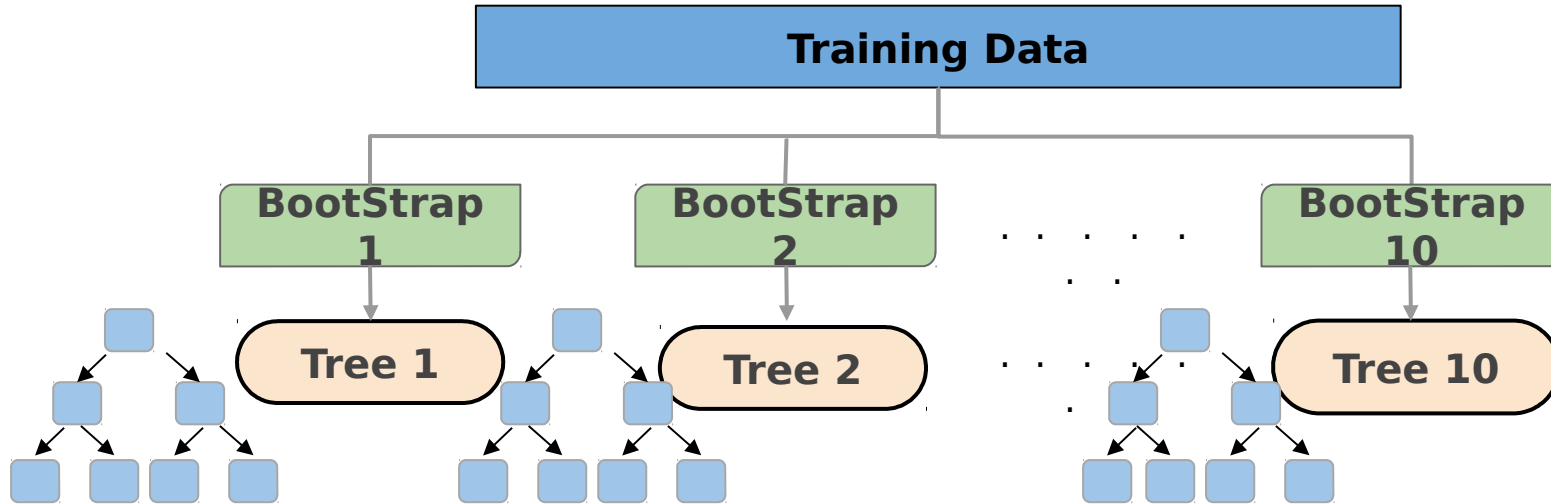 Training Data
BootStrap
1
BootStrap
2
. . . . .
. .
BootStrap
10
Tree 1
Tree 2
. . . . .
.
Tree 10